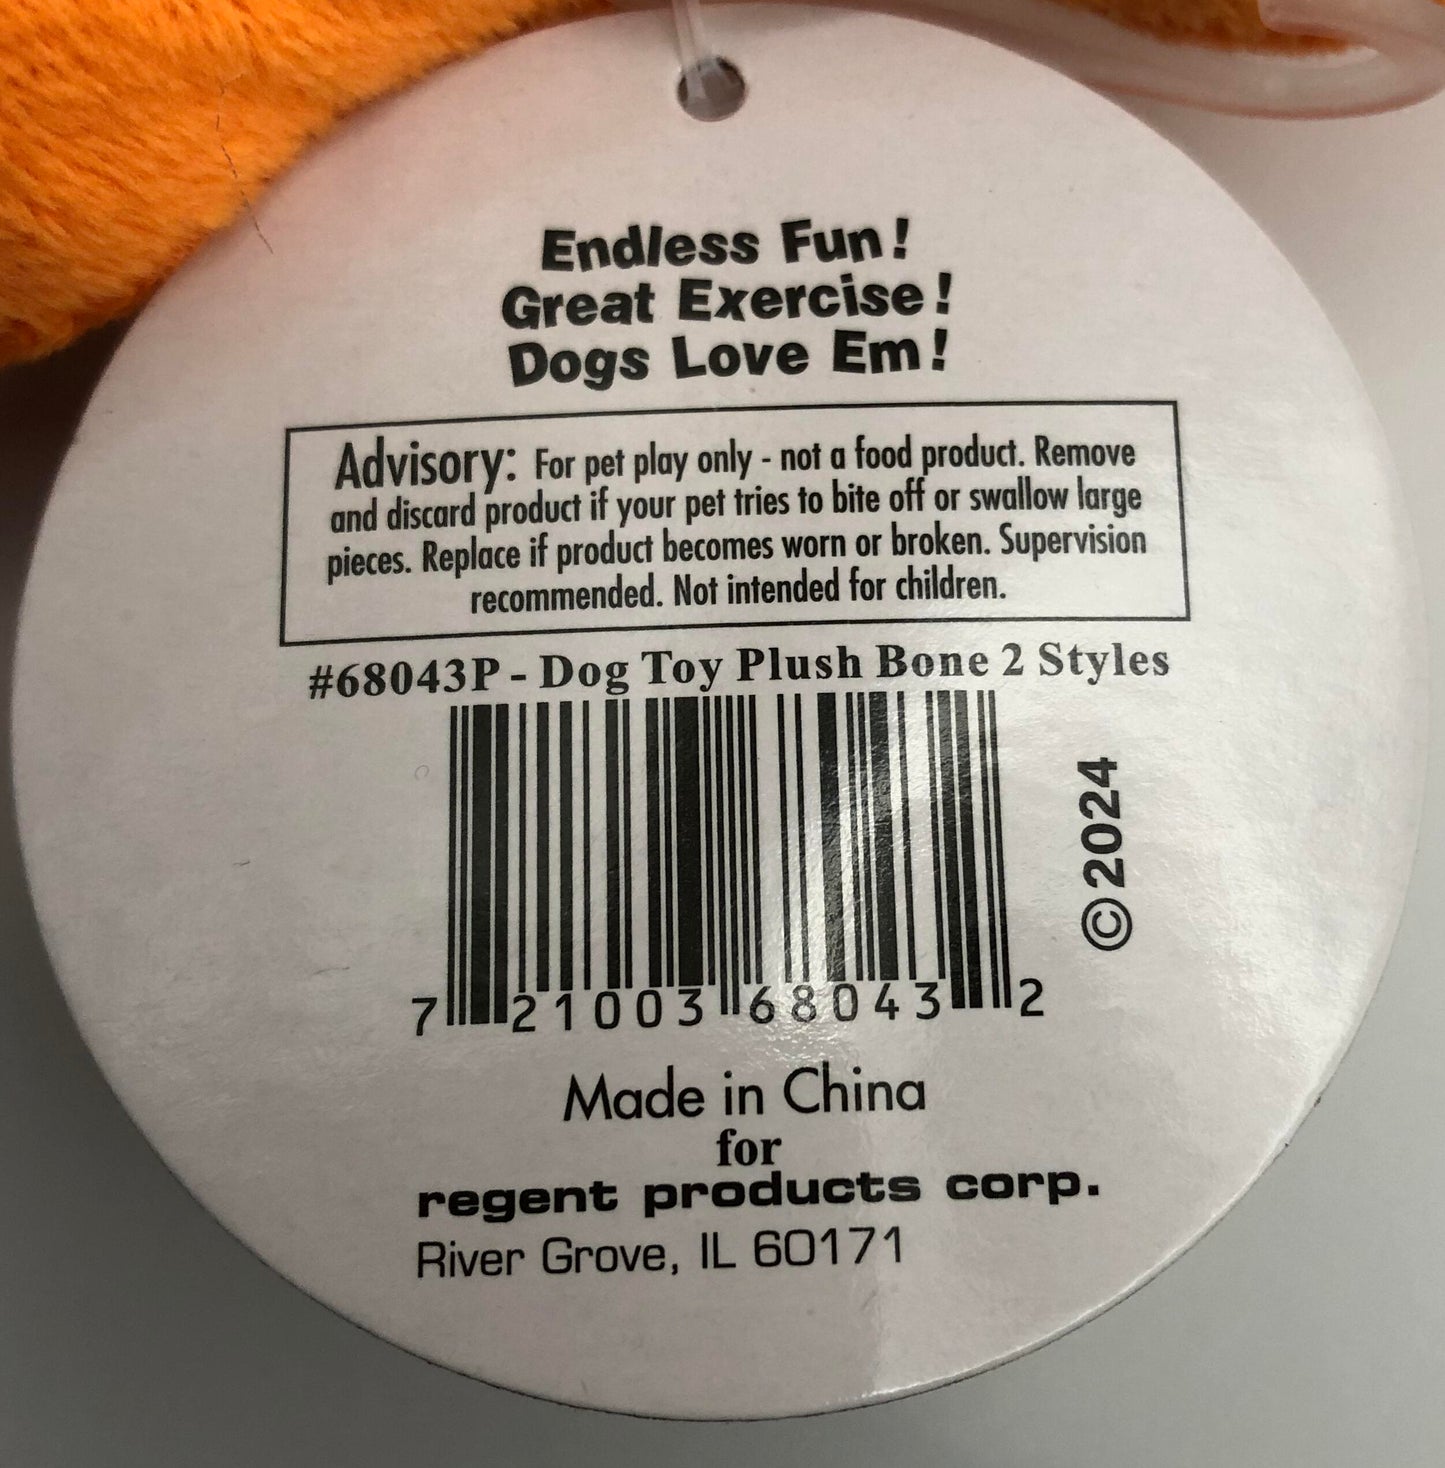 Endless Fun!
Great Exercise!
Dogs Love Em!
Advisory: For pet play only - not a food product. Remove
and discard product if your pet tries to bite off or swallow large
pieces. Replace if product becomes worn or broken. Supervision
recommended. Not intended for children.
#68043P - Dog Toy Plush Bone 2 Styles
7 21003 68043 2
©2024
Made in China
for
regent products corp.
River Grove, IL 60171